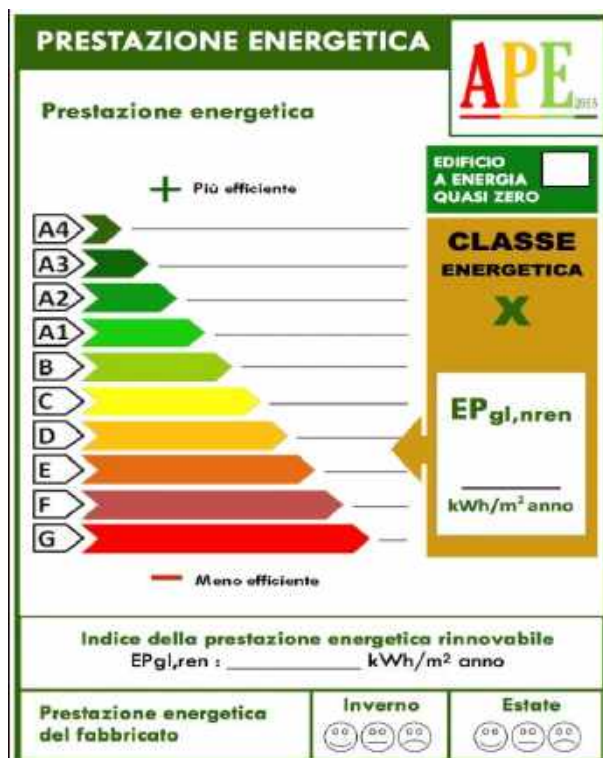 PRESTAZIONE ENERGETICA
APE 2015
Prestazione energetica
EDIFICIO
A ENERGIA
QUASI ZERO
+ Più efficiente
CLASSE
ENERGETICA
X
A4
A3
A2
A1
B
C
D
E
F
G
EPgl,nren
kWh/m² anno
— Meno efficiente
Indice della prestazione energetica rinnovabile
EPgl,ren : ____________ kWh/m² anno
Prestazione energetica
del fabbricato
Inverno
Estate